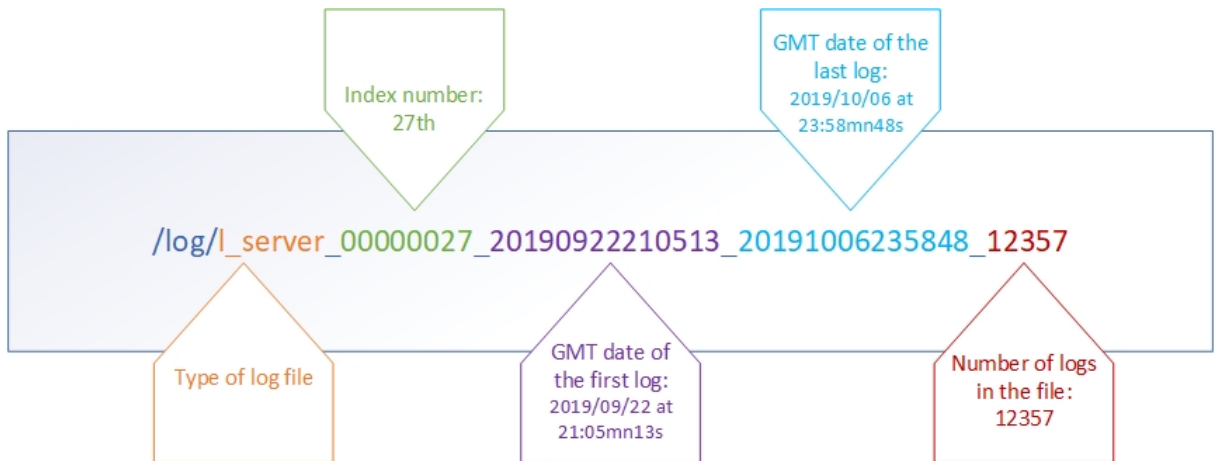 Index number:
27th
GMT date of the
last log:
2019/10/06 at
23:58mn48s
/log/l_server_00000027_20190922210513_20191006235848_12357
Type of log file
GMT date of
the first log:
2019/09/22 at
21:05mn13s
Number of logs
in the file:
12357